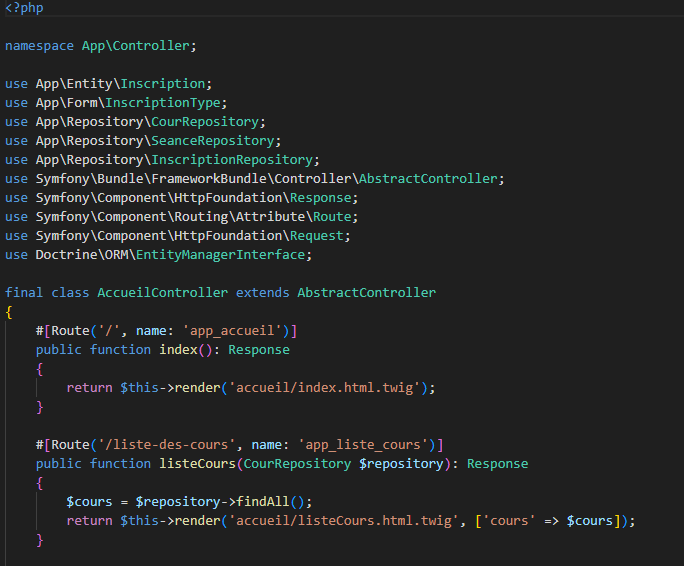 <?php
namespace App\Controller;
use App\Entity\Inscription;
use App\Form\InscriptionType;
use App\Repository\CourRepository;
use App\Repository\SeanceRepository;
use App\Repository\InscriptionRepository;
use Symfony\Bundle\FrameworkBundle\Controller\AbstractController;
use Symfony\Component\HttpFoundation\Response;
use Symfony\Component\Routing\Attribute\Route;
use Symfony\Component\HttpFoundation\Request;
use Doctrine\ORM\EntityManagerInterface;
final class AccueilController extends AbstractController
{
    #[Route('/', name: 'app_accueil')]
    public function index(): Response
    {
        return $this->render('accueil/index.html.twig');
    }
    #[Route('/liste-des-cours', name: 'app_liste_cours')]
    public function listeCours(CourRepository $repository): Response
    {
        $cours = $repository->findAll();
        return $this->render('accueil/listeCours.html.twig', ['cours' => $cours]);
    }